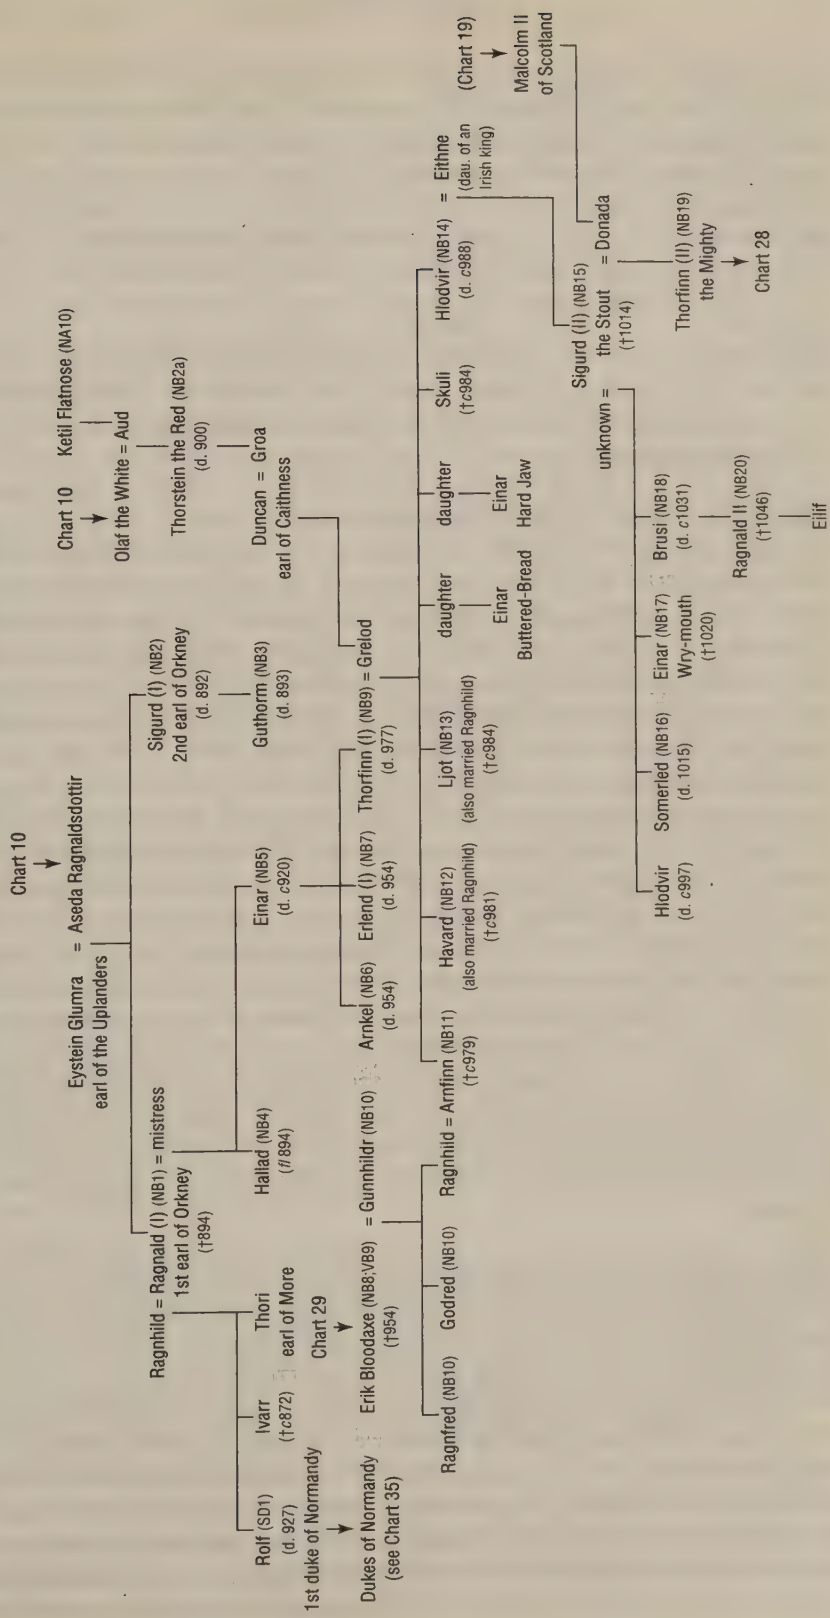 Chart 10
Eystein Glumra = Aseda Ragnaldsdottir
earl of the Uplanders
Chart 10 Ketil Flatnose (NA10)
Olaf the White = Aud
Ragnhild = Ragnald (I) (NB1) = mistress
1st earl of Orkney
(†894)
Sigurd (I) (NB2)
2nd earl of Orkney
(d. 892)
Thorstein the Red (NB2a)
(d. 900)
Rolf (SD1)
(d. 927)
1st duke of Normandy
Ivarr
(†c872)
Thori
earl of More
Hallad (NB4)
(fl 894)
Einar (NB5)
(d. c920)
Guthorm (NB3)
(d. 893)
Duncan = Groa
earl of Caithness
Dukes of Normandy
(see Chart 35)
Chart 29
Erik Bloodaxe (NB8;VB9) = Gunnhildr (NB10)
(†954)
Arnkel (NB6)
(d. 954)
Erlend (I) (NB7)
(d. 954)
Thorfinn (I) (NB9) = Grelod
(d. 977)
Ragnfred (NB10)
Godred (NB10)
Ragnhild = Arnfinn (NB11)
(†c979)
Havard (NB12)
(also married Ragnhild)
(†c981)
Ljot (NB13)
(also married Ragnhild)
(†c984)
daughter
Einar
Buttered-Bread
daughter
Einar
Hard Jaw
Skuli
(†c984)
Hlodvir (NB14) = Eithne
(d. c988)
(dau. of an
Irish king)
(Chart 19)
Malcolm II
of Scotland
unknown = Sigurd (II) (NB15) = Donada
the Stout
(†1014)
Hlodvir
(d. c997)
Somerled (NB16)
(d. 1015)
Einar (NB17)
Wry-mouth
(†1020)
Brusi (NB18)
(d. c1031)
Thorfinn (II) (NB19)
the Mighty
Ragnald II (NB20)
(†1046)
Chart 28
Eilif